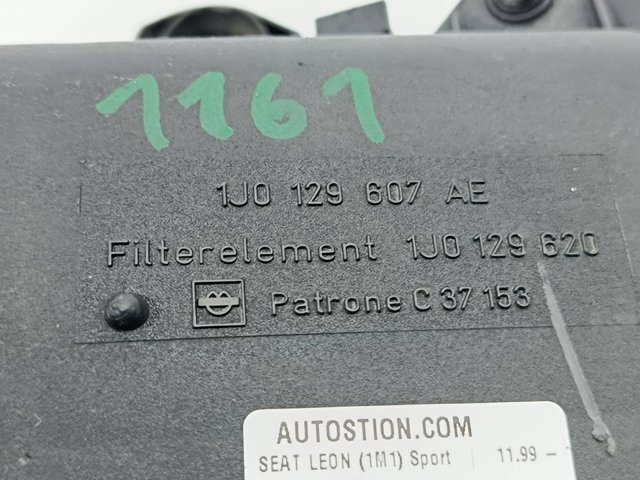 1161
1J0 129 607 AE
Filterelement 1J0 129 620
Patrone C 37 153
AUTOSTION.COM
SEAT LEON (1M1) Sport | 11.99 -